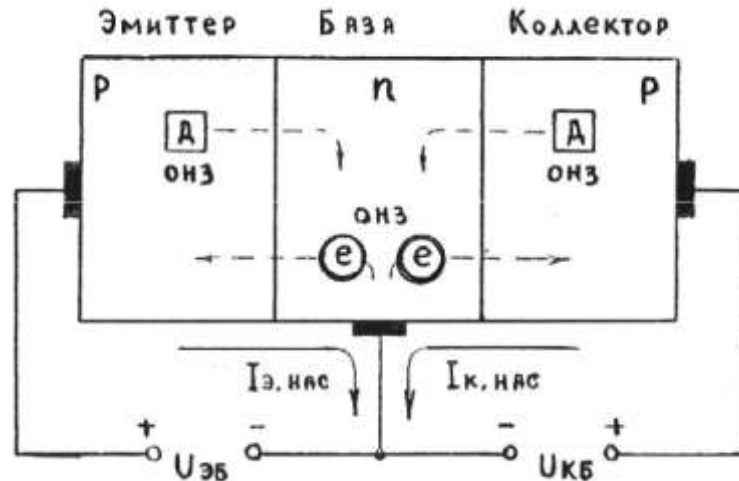 Эмиттер База Коллектор
p n p
Д Д
ОНЗ ОНЗ
ОНЗ
e e
Iэ, нас Iк, нас
+ - - +
UЭБ UКБ